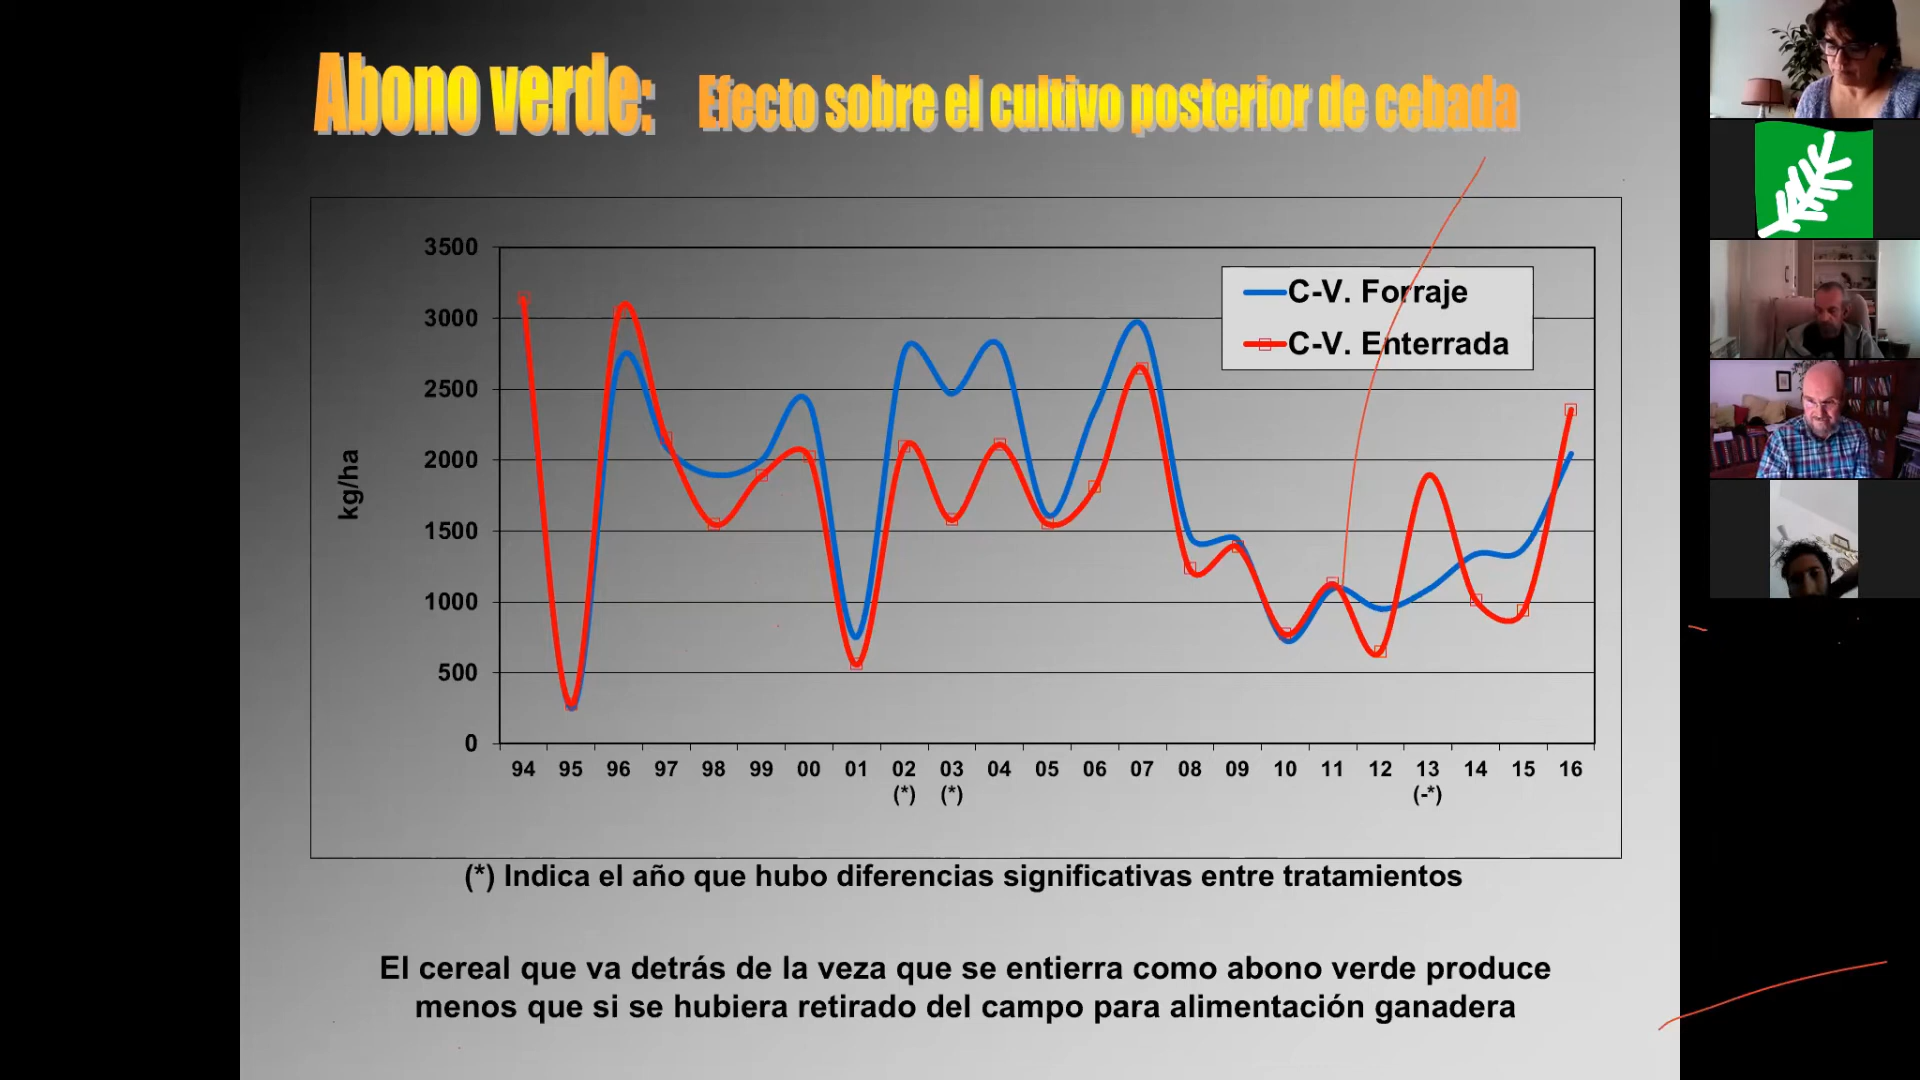 Abono verde: Efecto sobre el cultivo posterior de cebada
3500
3000
2500
2000
1500
1000
500
0
kg/ha
C-V. Forraje
C-V. Enterrada
94 95 96 97 98 99 00 01 02 03 04 05 06 07 08 09 10 11 12 13 14 15 16
(*) (*) (-*)
(*) Indica el año que hubo diferencias significativas entre tratamientos
El cereal que va detrás de la veza que se entierra como abono verde produce
menos que si se hubiera retirado del campo para alimentación ganadera